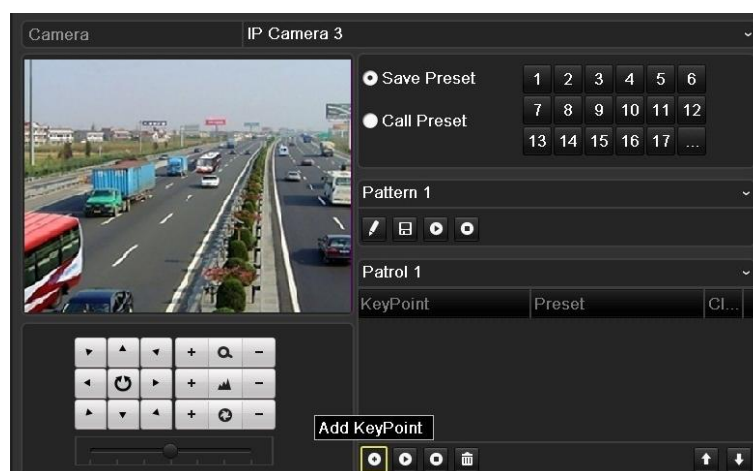 Camera IP Camera 3
Save Preset
Call Preset
1 2 3 4 5 6
7 8 9 10 11 12
13 14 15 16 17 ...
Pattern 1
Patrol 1
KeyPoint Preset Cl...
Add KeyPoint